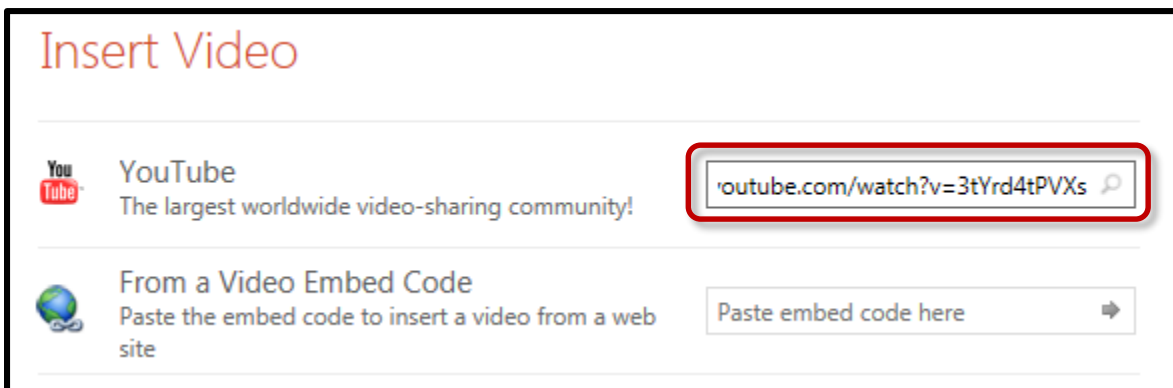 Insert Video
You
Tube
YouTube
The largest worldwide video-sharing community!
outube.com/watch?v=3tYrd4tPVXs
From a Video Embed Code
Paste the embed code to insert a video from a web
site
Paste embed code here